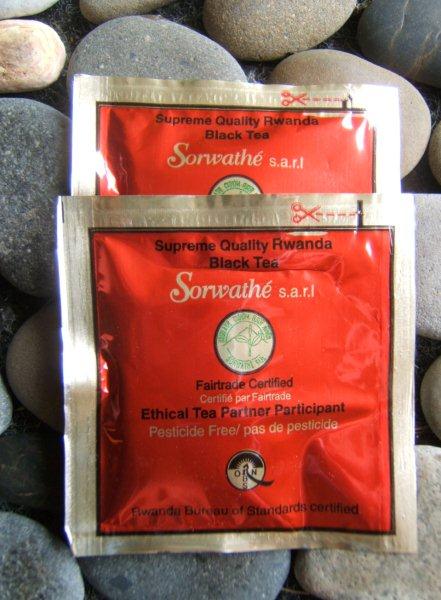 Supreme Quality Rwanda
Black Tea
Sorwathé s.a.r.l
Supreme Quality Rwanda
Black Tea
Sorwathé s.a.r.l
Fairtrade Certified
Certifié par Fairtrade
Ethical Tea Partner Participant
Pesticide Free/ pas de pesticide
Rwanda Bureau of Standards certified